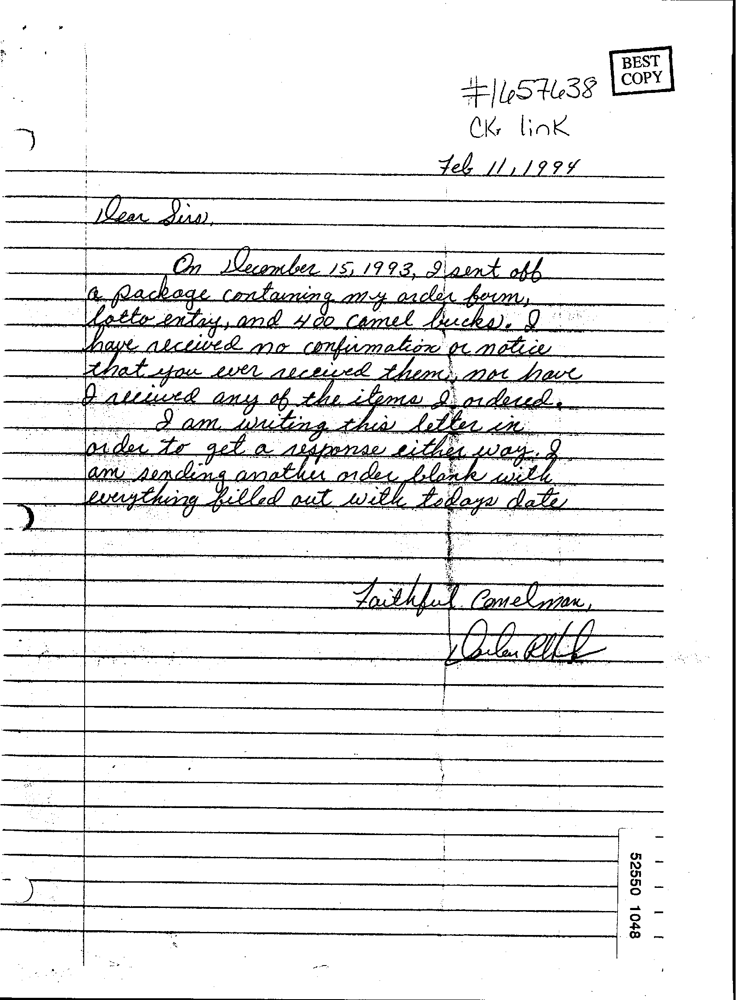 BEST
COPY
#1657638
CK. link
Feb 11, 1994
Dear Sirs,
On December 15, 1993, I sent off
a package containing my order form,
lotto entry, and 400 camel bucks. I
have received no confirmation or notice
that you ever received them, nor have
I received any of the items I ordered.
I am writing this letter in
order to get a response either way. I
am sending another order blank with
everything filled out with todays date
Faithful Camelman,
52550 1048